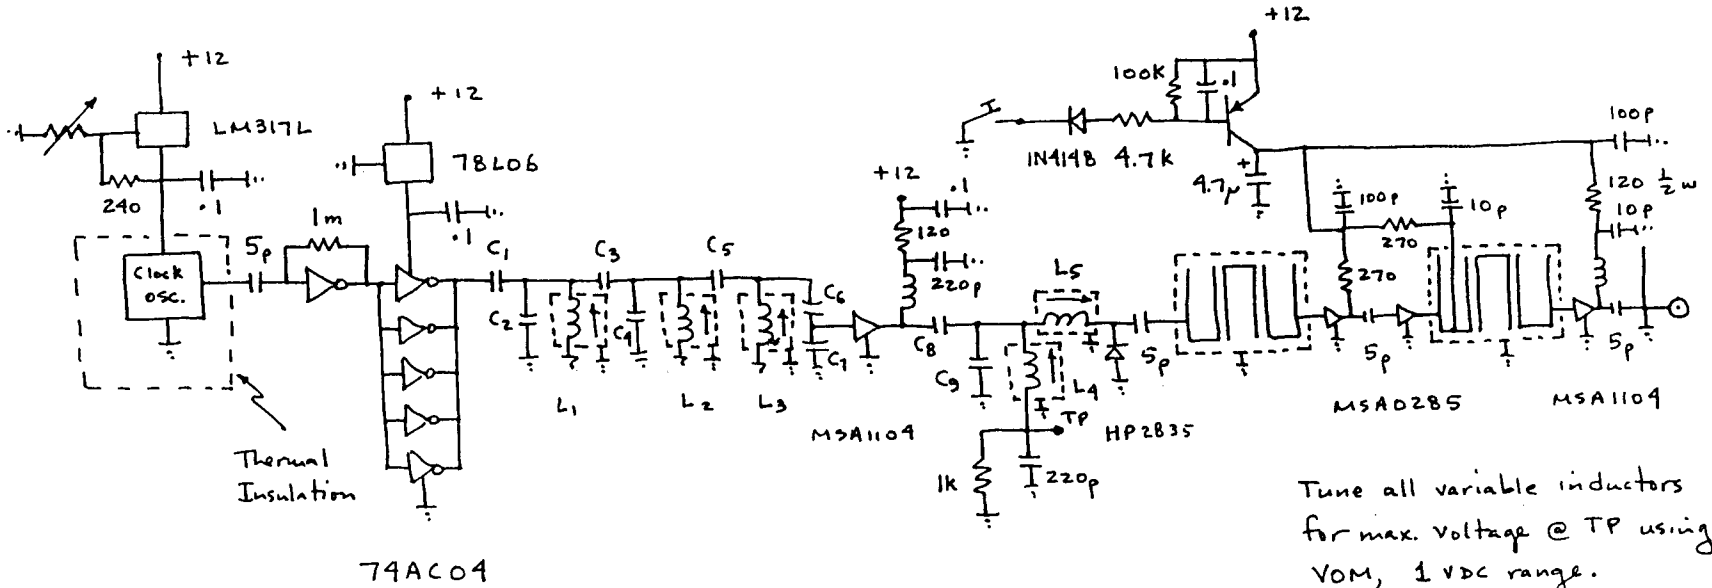 +12
+12
LM317L
+12
100K
.1
I
1N4148
4.7K
100p
78L06
4.7µ
+
+12
.1
100p
10p
120 1/2 W
10p
240
.1
1m
.1
120
270
5p
220p
L5
270
Clock
osc.
C1
C3
C5
C6
C2
C4
C7
C8
5p
5p
5p
C9
L4
L1
L2
L3
TP
MSA1104
HP2835
MSA0285
MSA1104
Thermal
Insulation
1k
220p
74AC04
Tune all variable inductors
for max. voltage @ TP using
VOM, 1 VDC range.